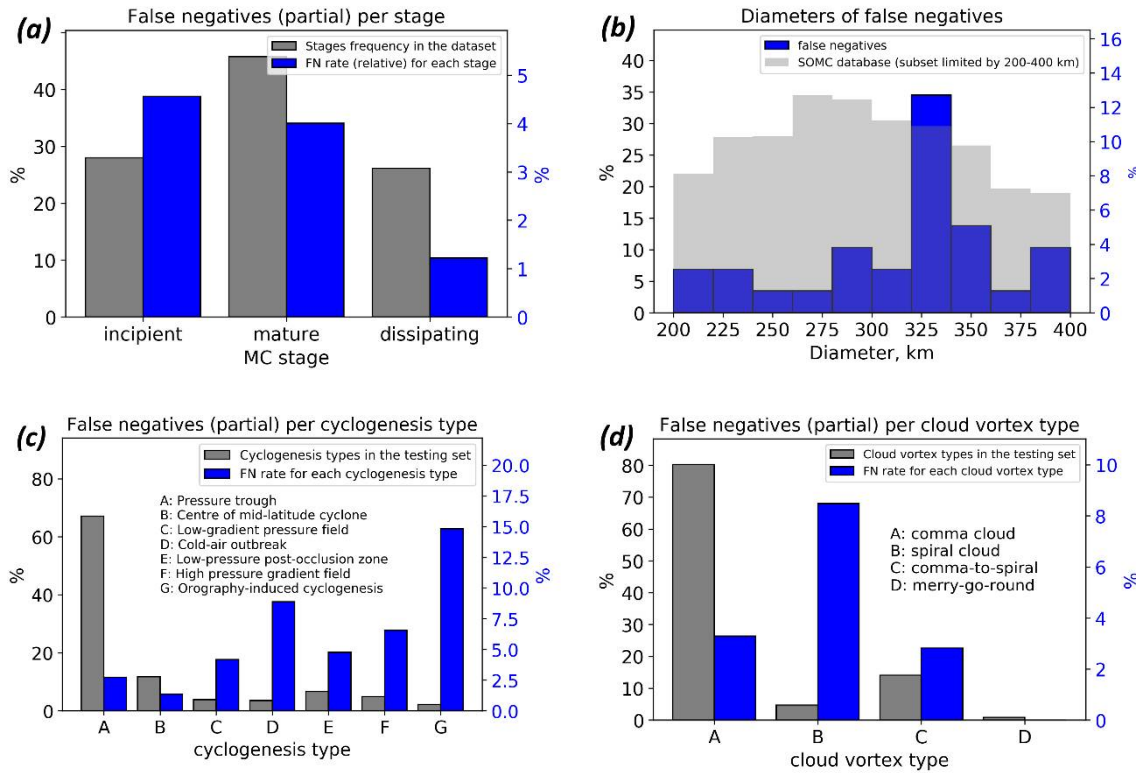 (a)
False negatives (partial) per stage
Stages frequency in the dataset
FN rate (relative) for each stage
%
40
30
20
10
0
%
5
4
3
2
1
0
incipient mature dissipating
MC stage
(b)
Diameters of false negatives
false negatives
SOMC database (subset limited by 200-400 km)
%
40
35
30
25
20
15
10
5
0
%
16
14
12
10
8
6
4
2
0
200 225 250 275 300 325 350 375 400
Diameter, km
(c)
False negatives (partial) per cyclogenesis type
Cyclogenesis types in the testing set
FN rate for each cyclogenesis type
A: Pressure trough
B: Centre of mid-latitude cyclone
C: Low-gradient pressure field
D: Cold-air outbreak
E: Low-pressure post-occlusion zone
F: High pressure gradient field
G: Orography-induced cyclogenesis
%
80
60
40
20
0
%
20.0
17.5
15.0
12.5
10.0
7.5
5.0
2.5
0.0
A B C D E F G
cyclogenesis type
(d)
False negatives (partial) per cloud vortex type
Cloud vortex types in the testing set
FN rate for each cloud vortex type
A: comma cloud
B: spiral cloud
C: comma-to-spiral
D: merry-go-round
%
80
70
60
50
40
30
20
10
0
%
10
8
6
4
2
0
A B C D
cloud vortex type